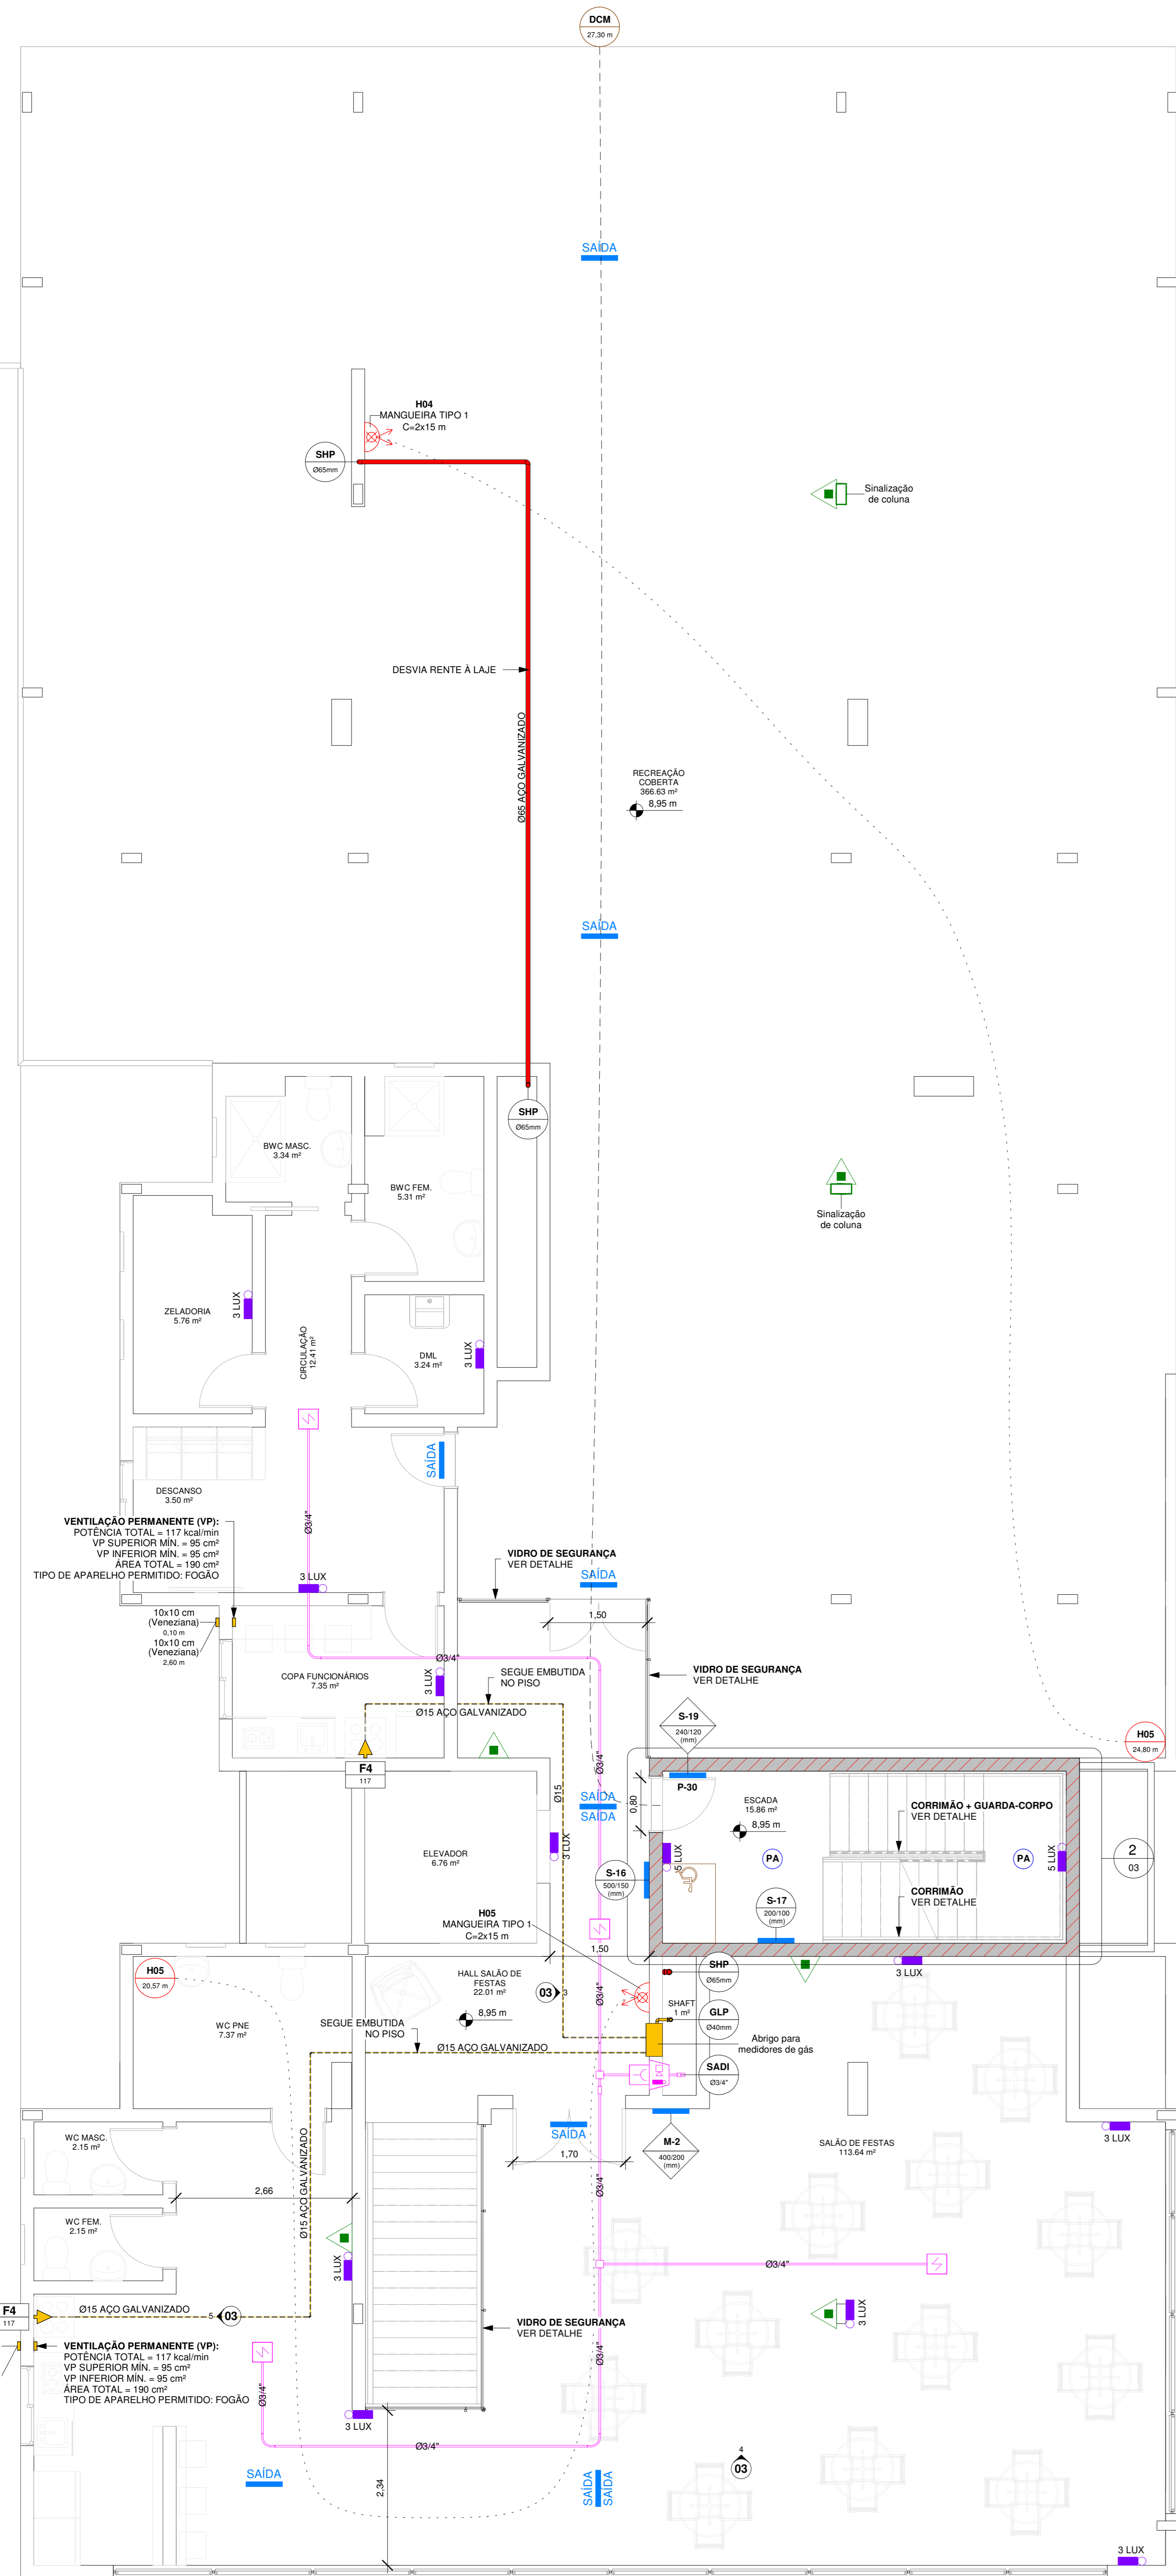 DCM
27,30 m
SAÍDA
H04
MANGUEIRA TIPO 1
C=2x15 m
SHP
Ø65mm
Sinalização
de coluna
DESVIA RENTE À LAJE
Ø65 AÇO GALVANIZADO
RECREAÇÃO
COBERTA
366.63 m²
8,95 m
SAÍDA
SHP
Ø65mm
BWC MASC.
3.34 m²
BWC FEM.
5.31 m²
Sinalização
de coluna
ZELADORIA
5.76 m²
3 LUX
CIRCULAÇÃO
12.41 m²
DML
3.24 m²
3 LUX
SAÍDA
DESCANSO
3.50 m²
Ø3/4"
VENTILAÇÃO PERMANENTE (VP):
POTÊNCIA TOTAL = 117 kcal/min
VP SUPERIOR MÍN. = 95 cm²
VP INFERIOR MÍN. = 95 cm²
ÁREA TOTAL = 190 cm²
TIPO DE APARELHO PERMITIDO: FOGÃO
3 LUX
VIDRO DE SEGURANÇA
VER DETALHE
SAÍDA
1,50
10x10 cm
(Veneziana)
0,10 m
10x10 cm
(Veneziana)
2,60 m
Ø3/4"
COPA FUNCIONÁRIOS
7.35 m²
3 LUX
SEGUE EMBUTIDA
NO PISO
Ø15 AÇO GALVANIZADO
VIDRO DE SEGURANÇA
VER DETALHE
S-19
240/120
(mm)
H05
24,80 m
F4
117
Ø15
Ø3/4"
P-30
0,80
SAÍDA
SAÍDA
ESCADA
15.86 m²
8,95 m
CORRIMÃO + GUARDA-CORPO
VER DETALHE
ELEVADOR
6.76 m²
3 LUX
5 LUX
PA
PA
5 LUX
2
03
S-16
500/150
(mm)
S-17
200/100
(mm)
CORRIMÃO
VER DETALHE
H05
MANGUEIRA TIPO 1
C=2x15 m
1,50
3 LUX
H05
20,57 m
HALL SALÃO DE
FESTAS
22.01 m²
8,95 m
03
3
Ø3/4"
SHP
Ø65mm
SHAFT
1 m²
GLP
Ø40mm
WC PNE
7.37 m²
SEGUE EMBUTIDA
NO PISO
Ø15 AÇO GALVANIZADO
Abrigo para
medidores de gás
SADI
Ø3/4"
WC MASC.
2.15 m²
SAÍDA
1,70
M-2
400/200
(mm)
SALÃO DE FESTAS
113.64 m²
3 LUX
Ø15 AÇO GALVANIZADO
Ø3/4"
2,66
WC FEM.
2.15 m²
3 LUX
Ø3/4"
F4
117
Ø15 AÇO GALVANIZADO
5
03
3 LUX
VIDRO DE SEGURANÇA
VER DETALHE
VENTILAÇÃO PERMANENTE (VP):
POTÊNCIA TOTAL = 117 kcal/min
VP SUPERIOR MÍN. = 95 cm²
VP INFERIOR MÍN. = 95 cm²
ÁREA TOTAL = 190 cm²
TIPO DE APARELHO PERMITIDO: FOGÃO
Ø3/4"
Ø3/4"
3 LUX
Ø3/4"
4
03
SAÍDA
2,34
SAÍDA
SAÍDA
3 LUX